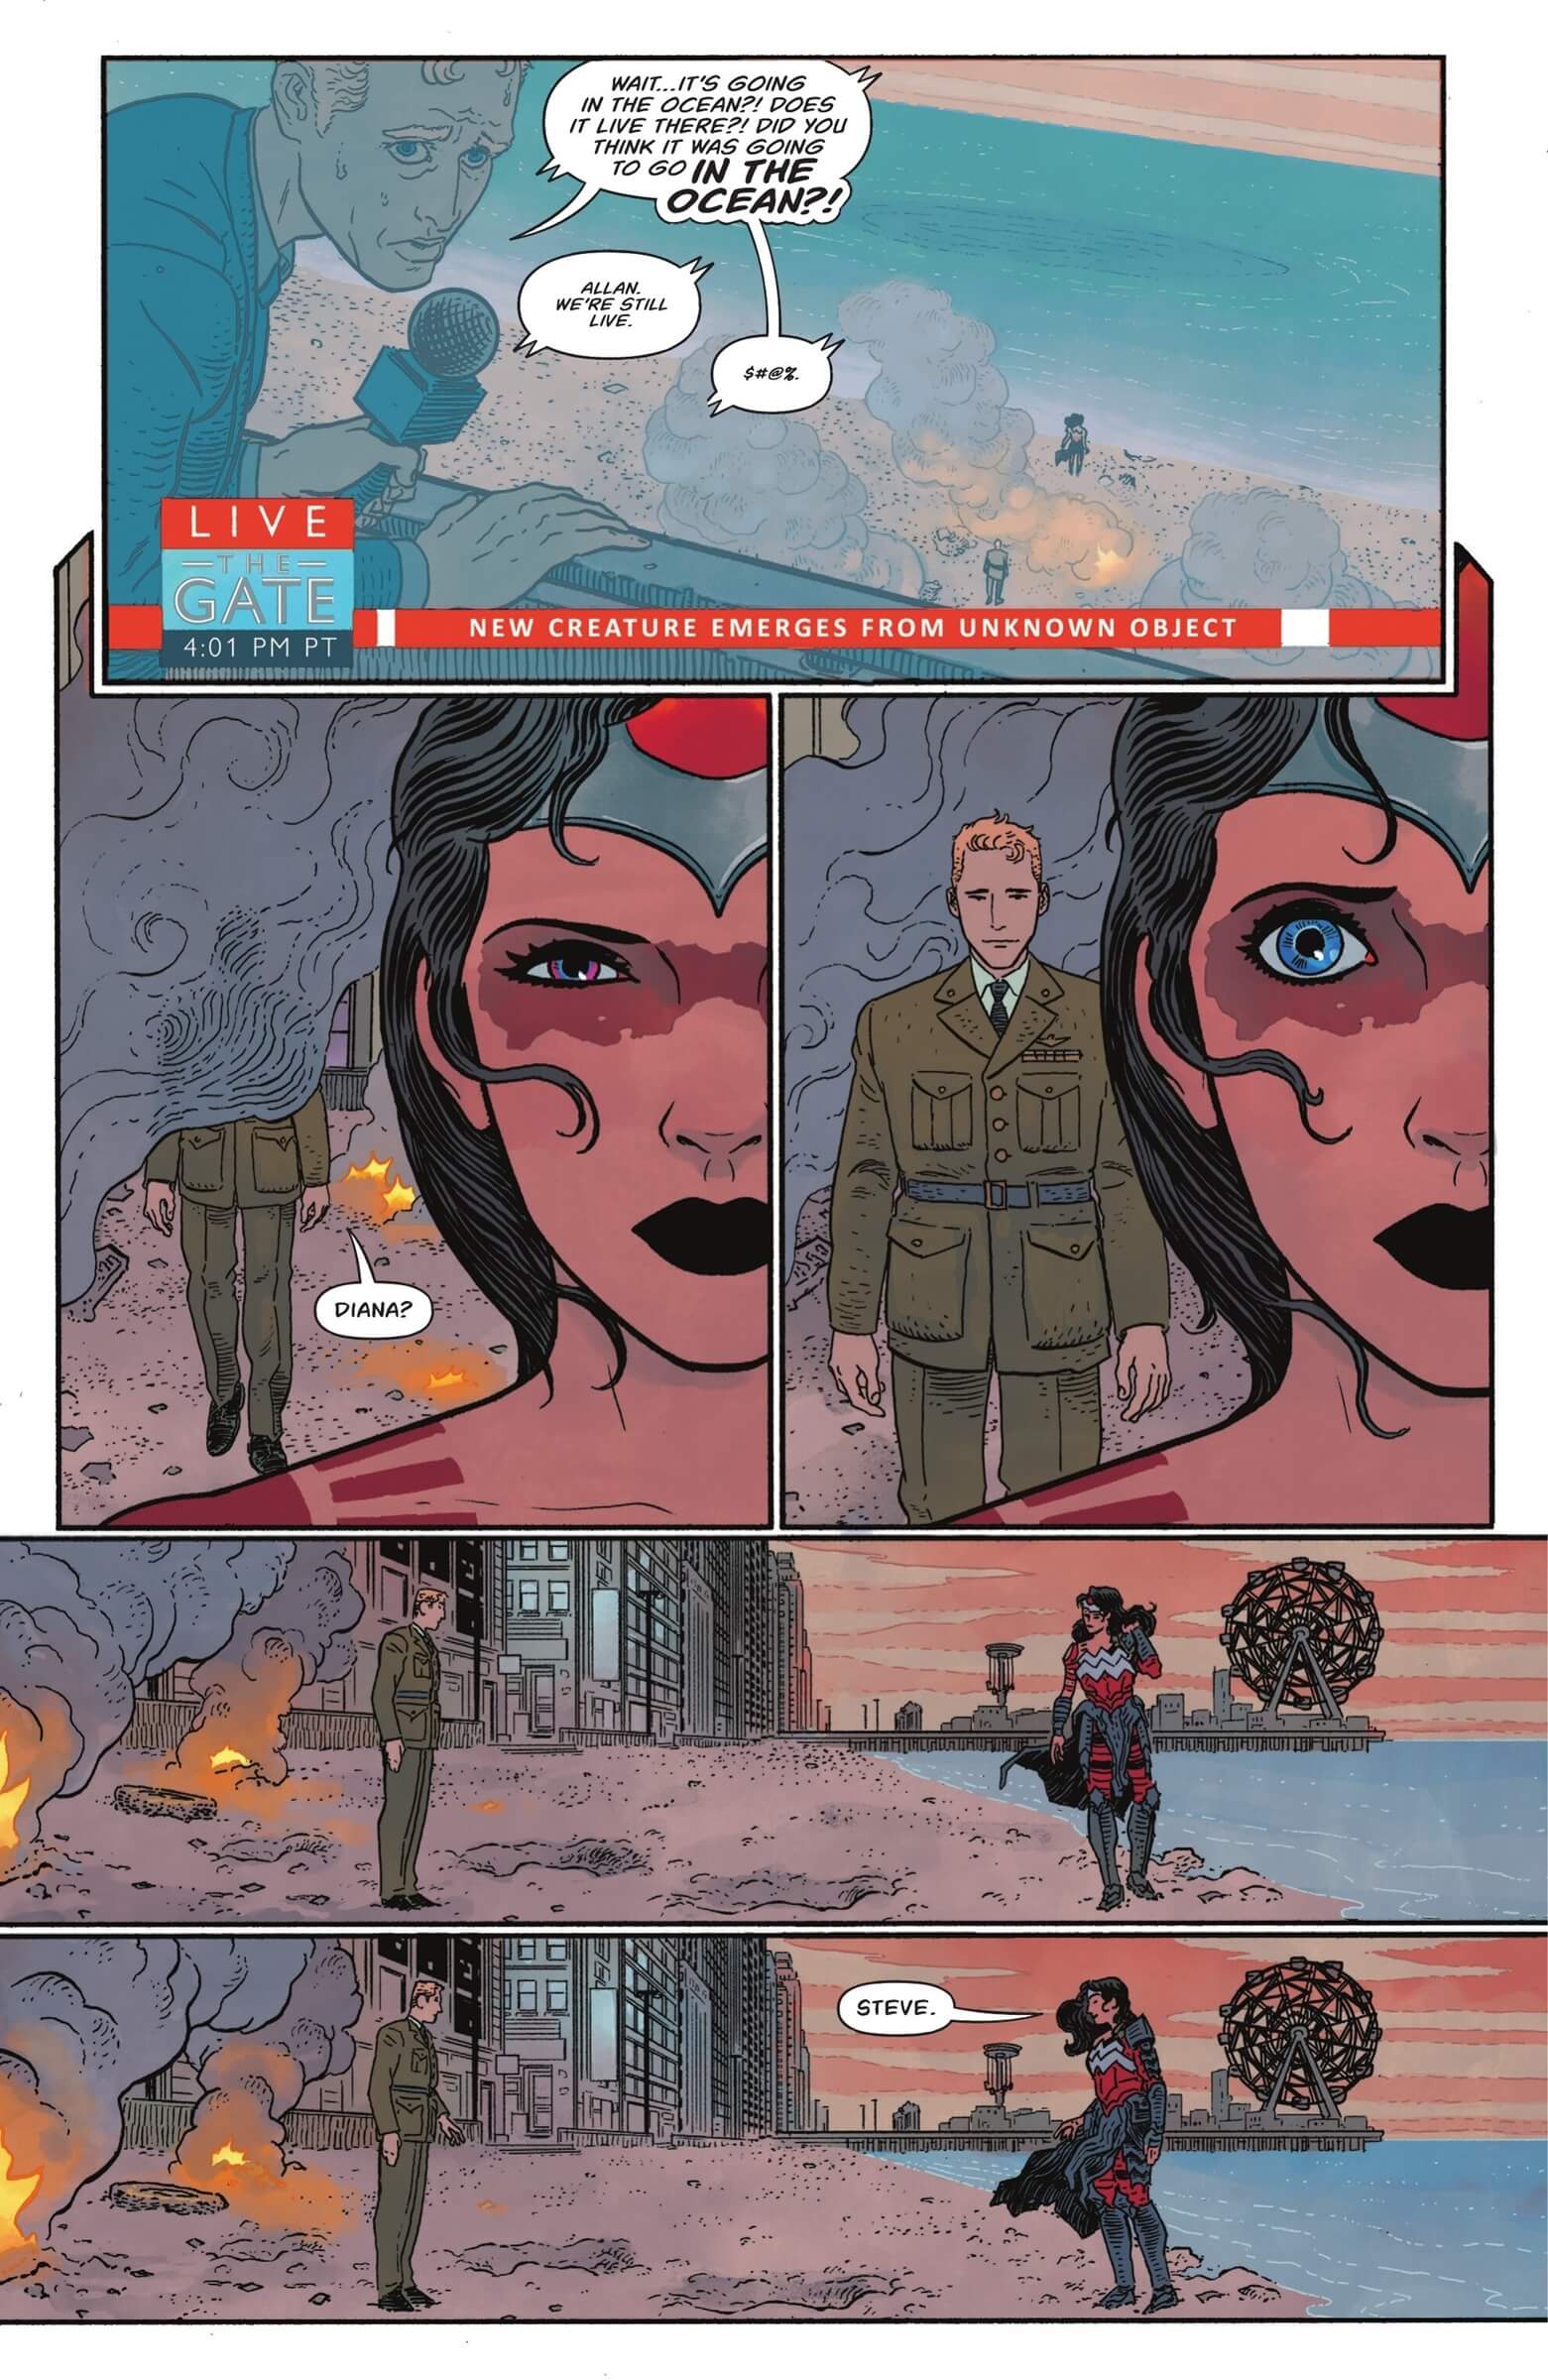 WAIT...IT'S GOING
IN THE OCEAN?! DOES
IT LIVE THERE?! DID YOU
THINK IT WAS GOING
TO GO IN THE
OCEAN?!
ALLAN.
WE'RE STILL
LIVE.
$#@%.
LIVE
THE
GATE
4:01 PM PT
NEW CREATURE EMERGES FROM UNKNOWN OBJECT
DIANA?
STEVE.